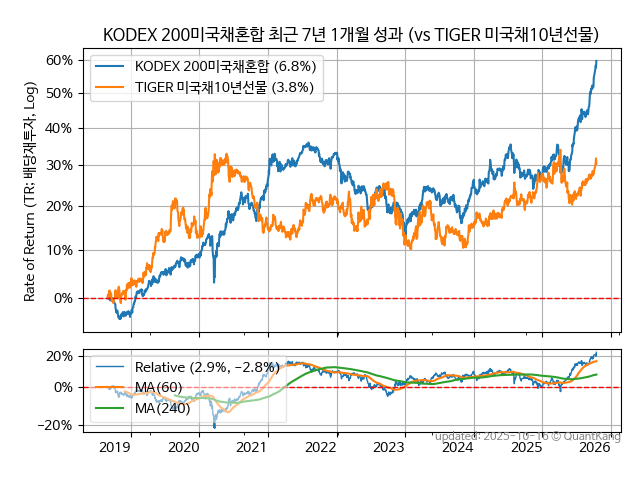 KODEX 200미국채혼합 최근 7년 1개월 성과 (vs TIGER 미국채10년선물)
Rate of Return (TR: 배당재투자, Log)
60%
50%
40%
30%
20%
10%
0%
KODEX 200미국채혼합 (6.8%)
TIGER 미국채10년선물 (3.8%)
20%
0%
−20%
Relative (2.9%, −2.8%)
MA(60)
MA(240)
updated: 2025-10-16 © QuantKang
2019 2020 2021 2022 2023 2024 2025 2026